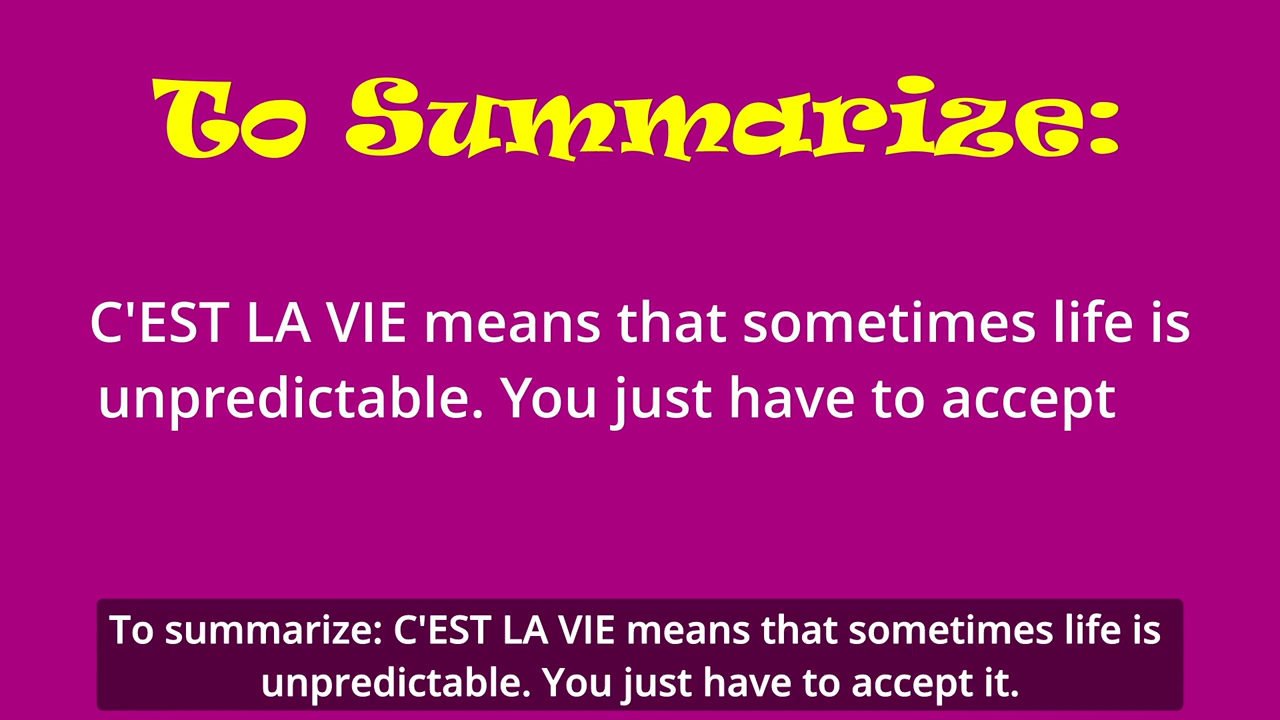 To Summarize:
C'EST LA VIE means that sometimes life is
unpredictable. You just have to accept
To summarize: C'EST LA VIE means that sometimes life is
unpredictable. You just have to accept it.